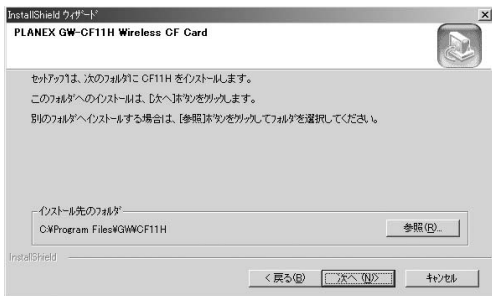 InstallShield ウィザード
PLANEX GW-CF11H Wireless CF Card
セットアップは、次のフォルダに CF11H をインストールします。
このフォルダへのインストールは、[次へ]ボタンをクリックします。
別のフォルダへインストールする場合は、[参照]ボタンをクリックしてフォルダを選択してください。
インストール先のフォルダ
C:¥Program Files¥GW¥CF11H
参照(R)...
InstallShield
< 戻る(B)
次へ (N)>
キャンセル